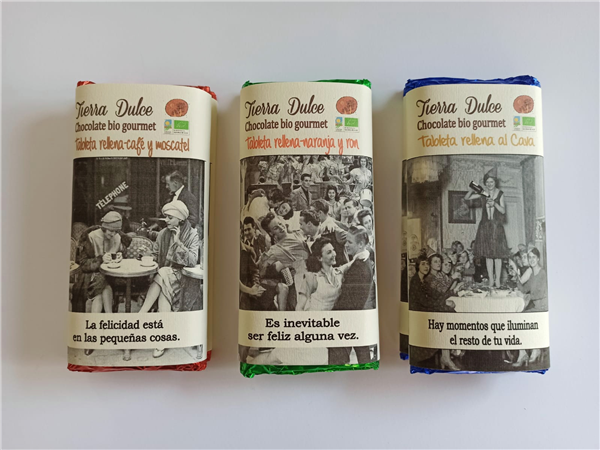 Tierra Dulce
Chocolate bio gourmet
Tableta rellena-café y moscatel
TÉLÉPHONE
La felicidad está
en las pequeñas cosas.
Tierra Dulce
Chocolate bio gourmet
Tableta rellena-naranja y ron
Es inevitable
ser feliz alguna vez.
Tierra Dulce
Chocolate bio gourmet
Tableta rellena al Cava
Hay momentos que iluminan
el resto de tu vida.